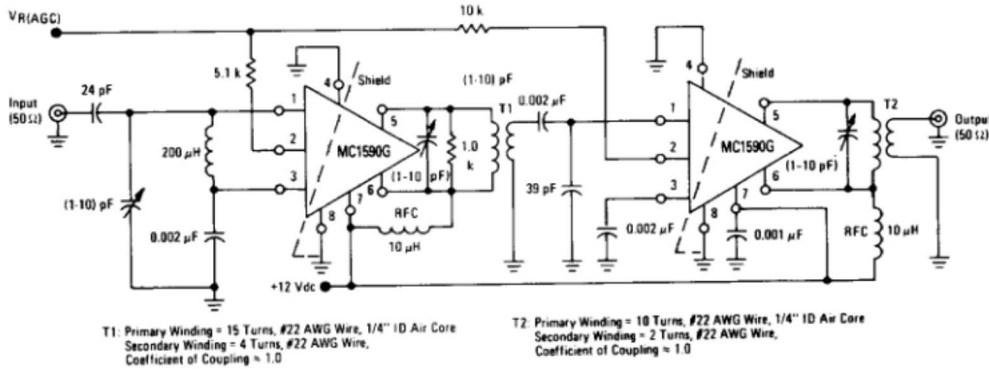 VR(AGC)
10 k
5.1 k
4
Shield
(1-10) pF
4
Shield
24 pF
Input
(50 Ω)
1
5
T1
0.002 µF
1
5
T2
Output
(50 Ω)
200 µH
2
MC1590G
1.0
k
2
MC1590G
(1-10 pF)
(1-10 pF)
3
6
39 pF
3
6
(1-10) pF
8
7
RFC
0.002 µF
8
7
0.002 µF
10 µH
0.001 µF
RFC
10 µH
+12 Vdc
T1: Primary Winding = 15 Turns, #22 AWG Wire, 1/4" ID Air Core
Secondary Winding = 4 Turns, #22 AWG Wire,
Coefficient of Coupling ≈ 1.0
T2: Primary Winding = 10 Turns, #22 AWG Wire, 1/4" ID Air Core
Secondary Winding = 2 Turns, #22 AWG Wire,
Coefficient of Coupling ≈ 1.0